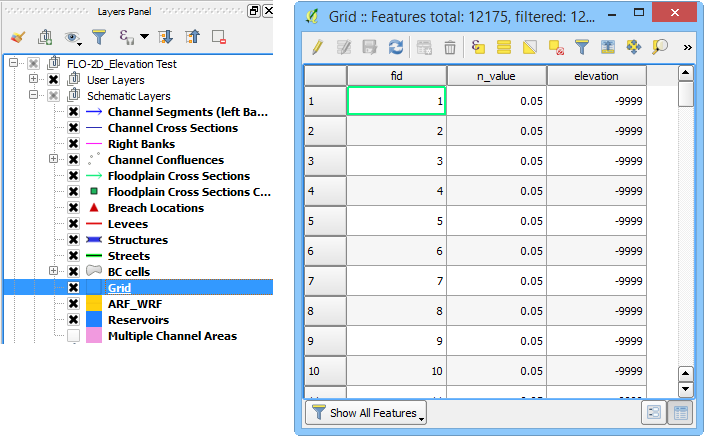 Layers Panel
FLO-2D_Elevation Test
User Layers
Schematic Layers
Channel Segments (left Ba...
Channel Cross Sections
Right Banks
Channel Confluences
Floodplain Cross Sections
Floodplain Cross Sections C...
Breach Locations
Levees
Structures
Streets
BC cells
Grid
ARF_WRF
Reservoirs
Multiple Channel Areas
Grid :: Features total: 12175, filtered: 12...
fid n_value elevation
1 1 0.05 -9999
2 2 0.05 -9999
3 3 0.05 -9999
4 4 0.05 -9999
5 5 0.05 -9999
6 6 0.05 -9999
7 7 0.05 -9999
8 8 0.05 -9999
9 9 0.05 -9999
10 10 0.05 -9999
Show All Features